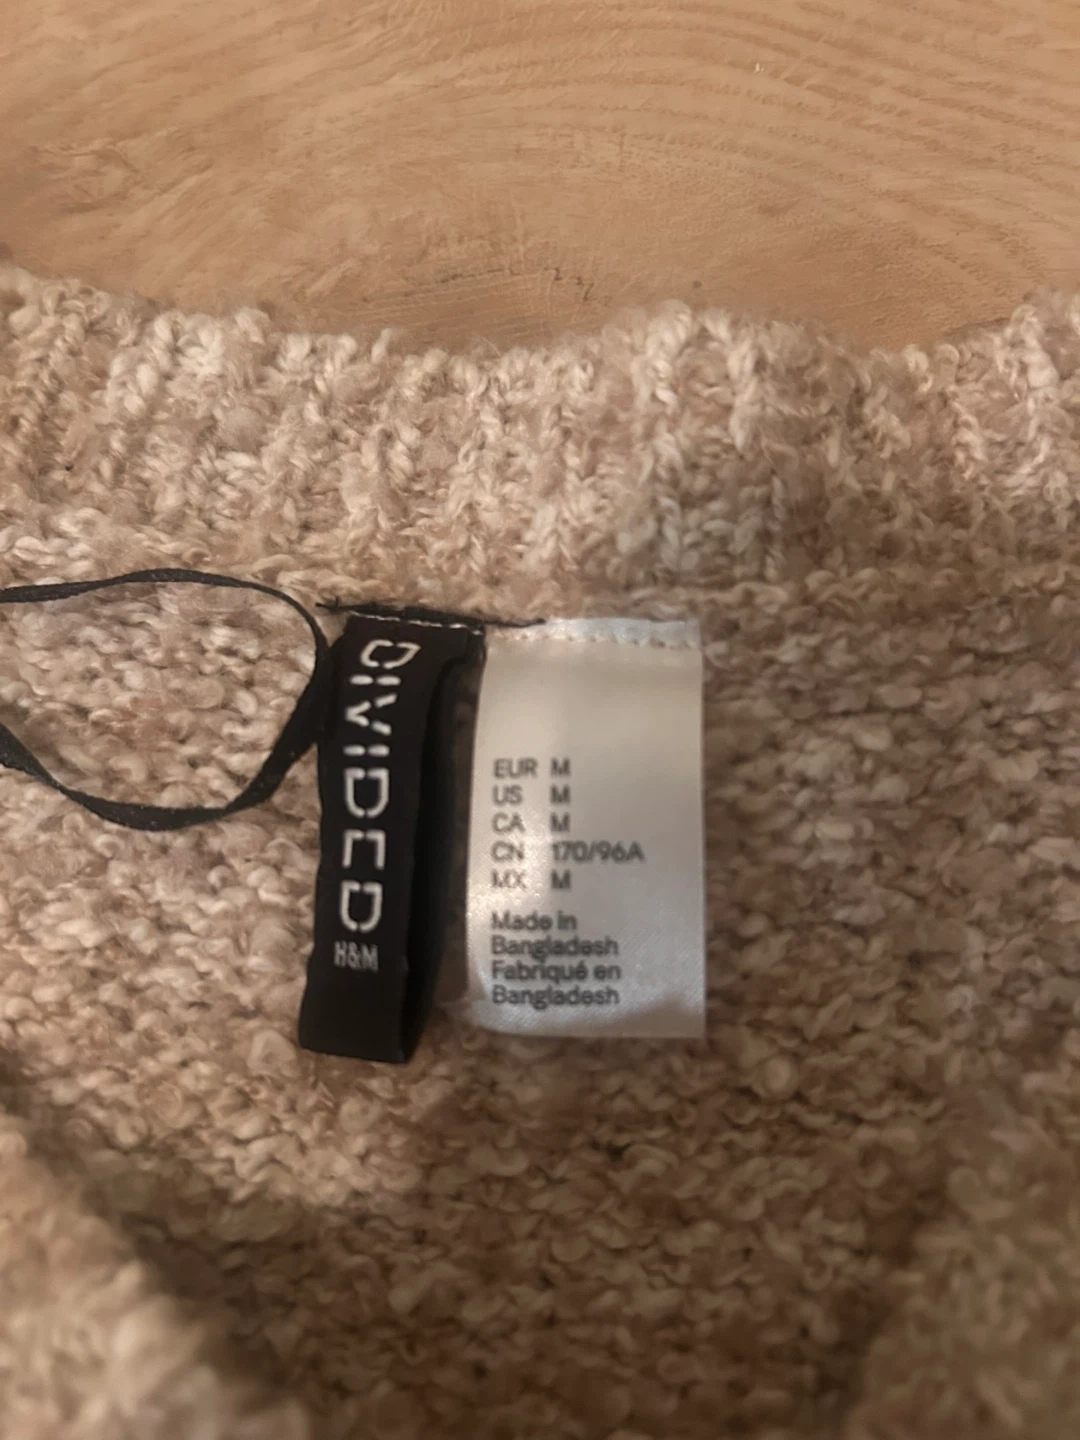 DIVIDED
H&M
EUR M
US M
CA M
CN 170/96A
MX M
Made in
Bangladesh
Fabriqué en
Bangladesh